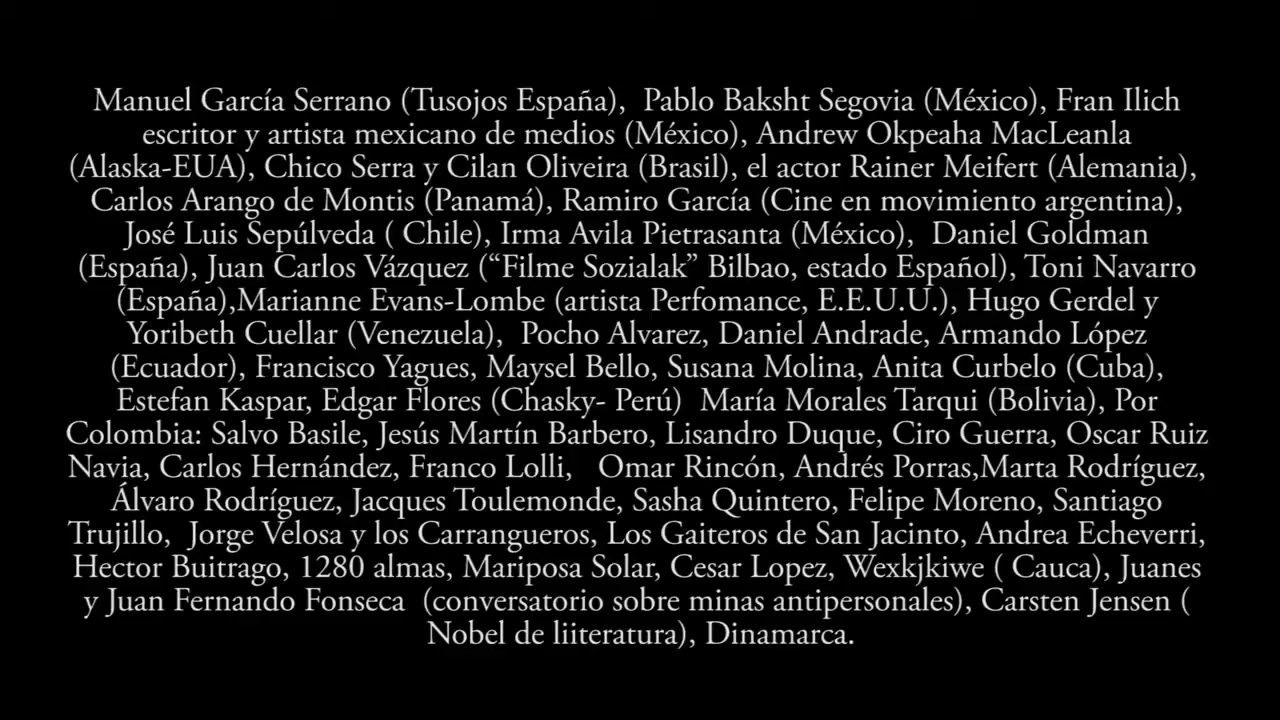 Manuel García Serrano (Tusojos España),  Pablo Baksht Segovia (México), Fran Ilich
escritor y artista mexicano de medios (México), Andrew Okpeaha MacLeanla
(Alaska-EUA), Chico Serra y Cilan Oliveira (Brasil), el actor Rainer Meifert (Alemania),
Carlos Arango de Montis (Panamá), Ramiro García (Cine en movimiento argentina),
José Luis Sepúlveda ( Chile), Irma Avila Pietrasanta (México),  Daniel Goldman
(España), Juan Carlos Vázquez (“Filme Sozialak” Bilbao, estado Español), Toni Navarro
(España),Marianne Evans-Lombe (artista Perfomance, E.E.U.U.), Hugo Gerdel y
Yoribeth Cuellar (Venezuela),  Pocho Alvarez, Daniel Andrade, Armando López
(Ecuador), Francisco Yagues, Maysel Bello, Susana Molina, Anita Curbelo (Cuba),
Estefan Kaspar, Edgar Flores (Chasky- Perú)  María Morales Tarqui (Bolivia), Por
Colombia: Salvo Basile, Jesús Martín Barbero, Lisandro Duque, Ciro Guerra, Oscar Ruiz
Navia, Carlos Hernández, Franco Lolli,   Omar Rincón, Andrés Porras,Marta Rodríguez,
Álvaro Rodríguez, Jacques Toulemonde, Sasha Quintero, Felipe Moreno, Santiago
Trujillo,  Jorge Velosa y los Carrangueros, Los Gaiteros de San Jacinto, Andrea Echeverri,
Hector Buitrago, 1280 almas, Mariposa Solar, Cesar Lopez, Wexkjkiwe ( Cauca), Juanes
y Juan Fernando Fonseca  (conversatorio sobre minas antipersonales), Carsten Jensen (
Nobel de liiteratura), Dinamarca.